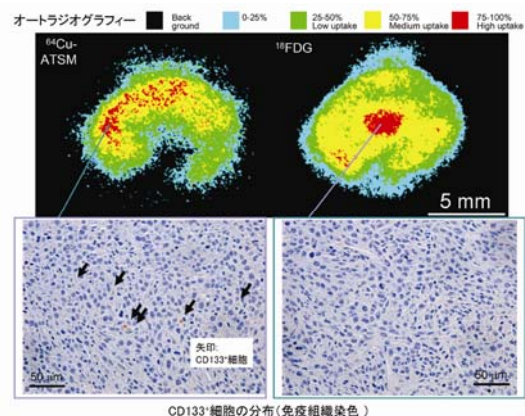 オートラジオグラフィー
Back ground
0-25%
25-50% Low uptake
50-75% Medium uptake
75-100% High uptake
⁶⁴Cu-ATSM
¹⁸FDG
5 mm
矢印:
CD133⁺細胞
50 μm
50 μm
CD133⁺細胞の分布(免疫組織染色)